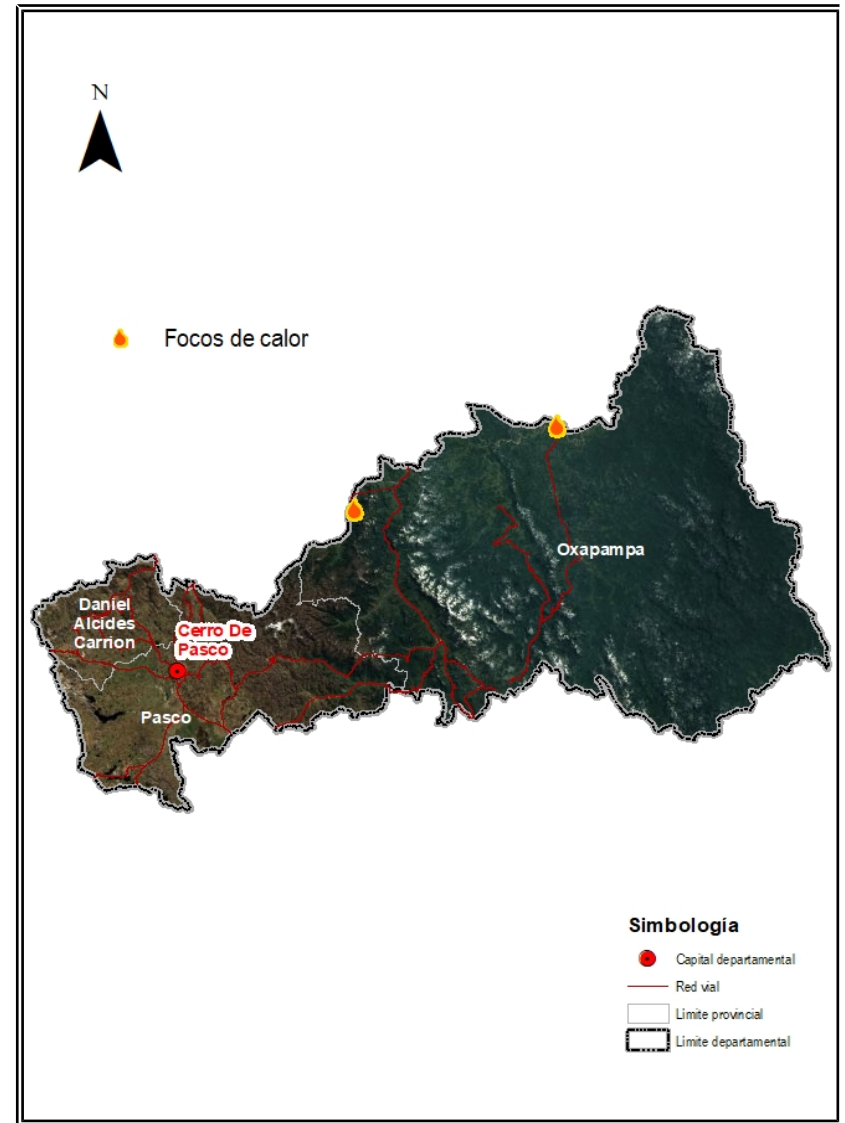 N
Focos de calor
Oxapampa
Daniel
Alcides
Carrion
Cerro De
Pasco
Pasco
Simbología
Capital departamental
Red vial
Limite provincial
Limite departamental